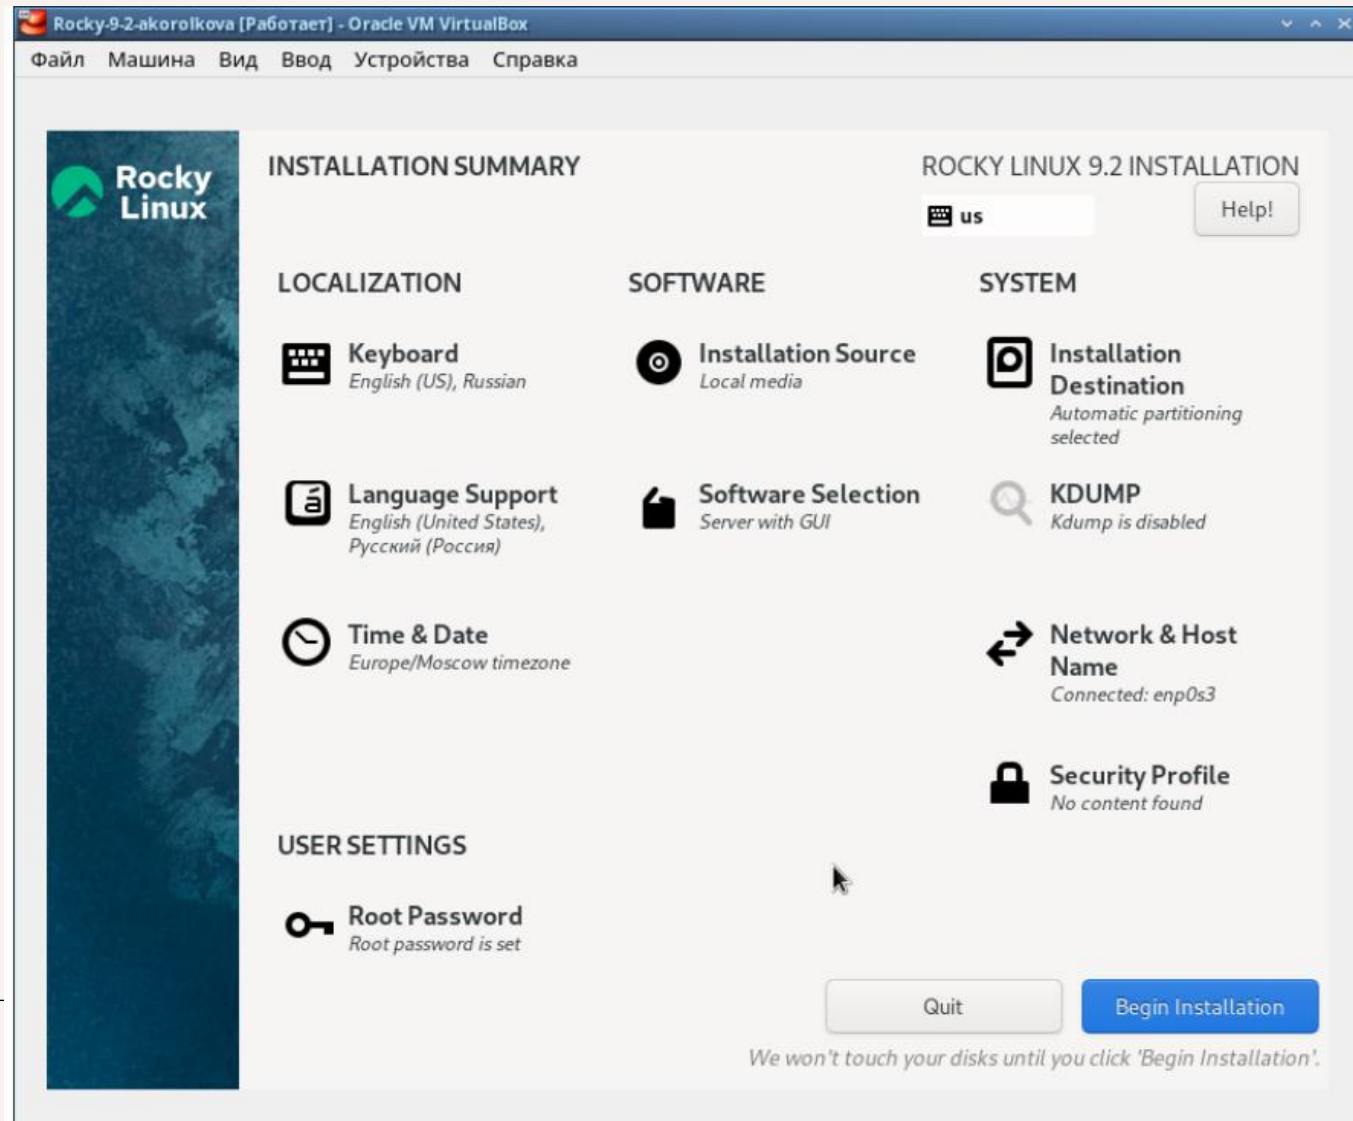 Rocky-9-2-akorolkova [Работает] - Oracle VM VirtualBox
Файл Машина Вид Ввод Устройства Справка
Rocky
Linux
INSTALLATION SUMMARY
ROCKY LINUX 9.2 INSTALLATION
us
Help!
LOCALIZATION
Keyboard
English (US), Russian
Language Support
English (United States),
Русский (Россия)
Time & Date
Europe/Moscow timezone
SOFTWARE
Installation Source
Local media
Software Selection
Server with GUI
SYSTEM
Installation
Destination
Automatic partitioning
selected
KDUMP
Kdump is disabled
Network & Host
Name
Connected: enp0s3
Security Profile
No content found
USER SETTINGS
Root Password
Root password is set
Quit
Begin Installation
We won't touch your disks until you click 'Begin Installation'.